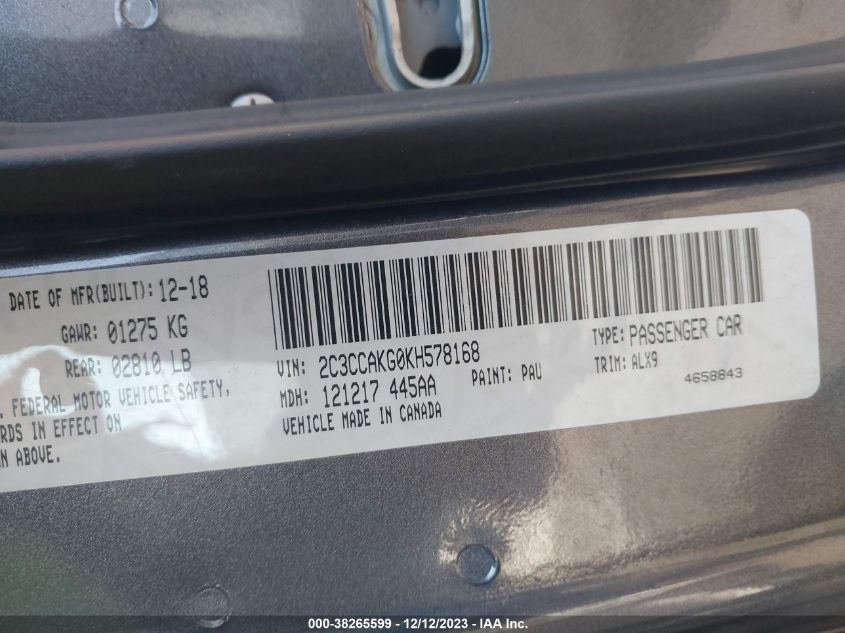 DATE OF MFR(BUILT): 12-18
GAWR: 01275 KG
REAR: 02810 LB
FEDERAL MOTOR VEHICLE SAFETY,
RDS IN EFFECT ON
N ABOVE.
VIN: 2C3CCAKG0KH578168
TYPE: PASSENGER CAR
MDH: 121217 445AA
PAINT: PAU
TRIM: ALX9
VEHICLE MADE IN CANADA
4658843
000-38265599 - 12/12/2023 - IAA Inc.